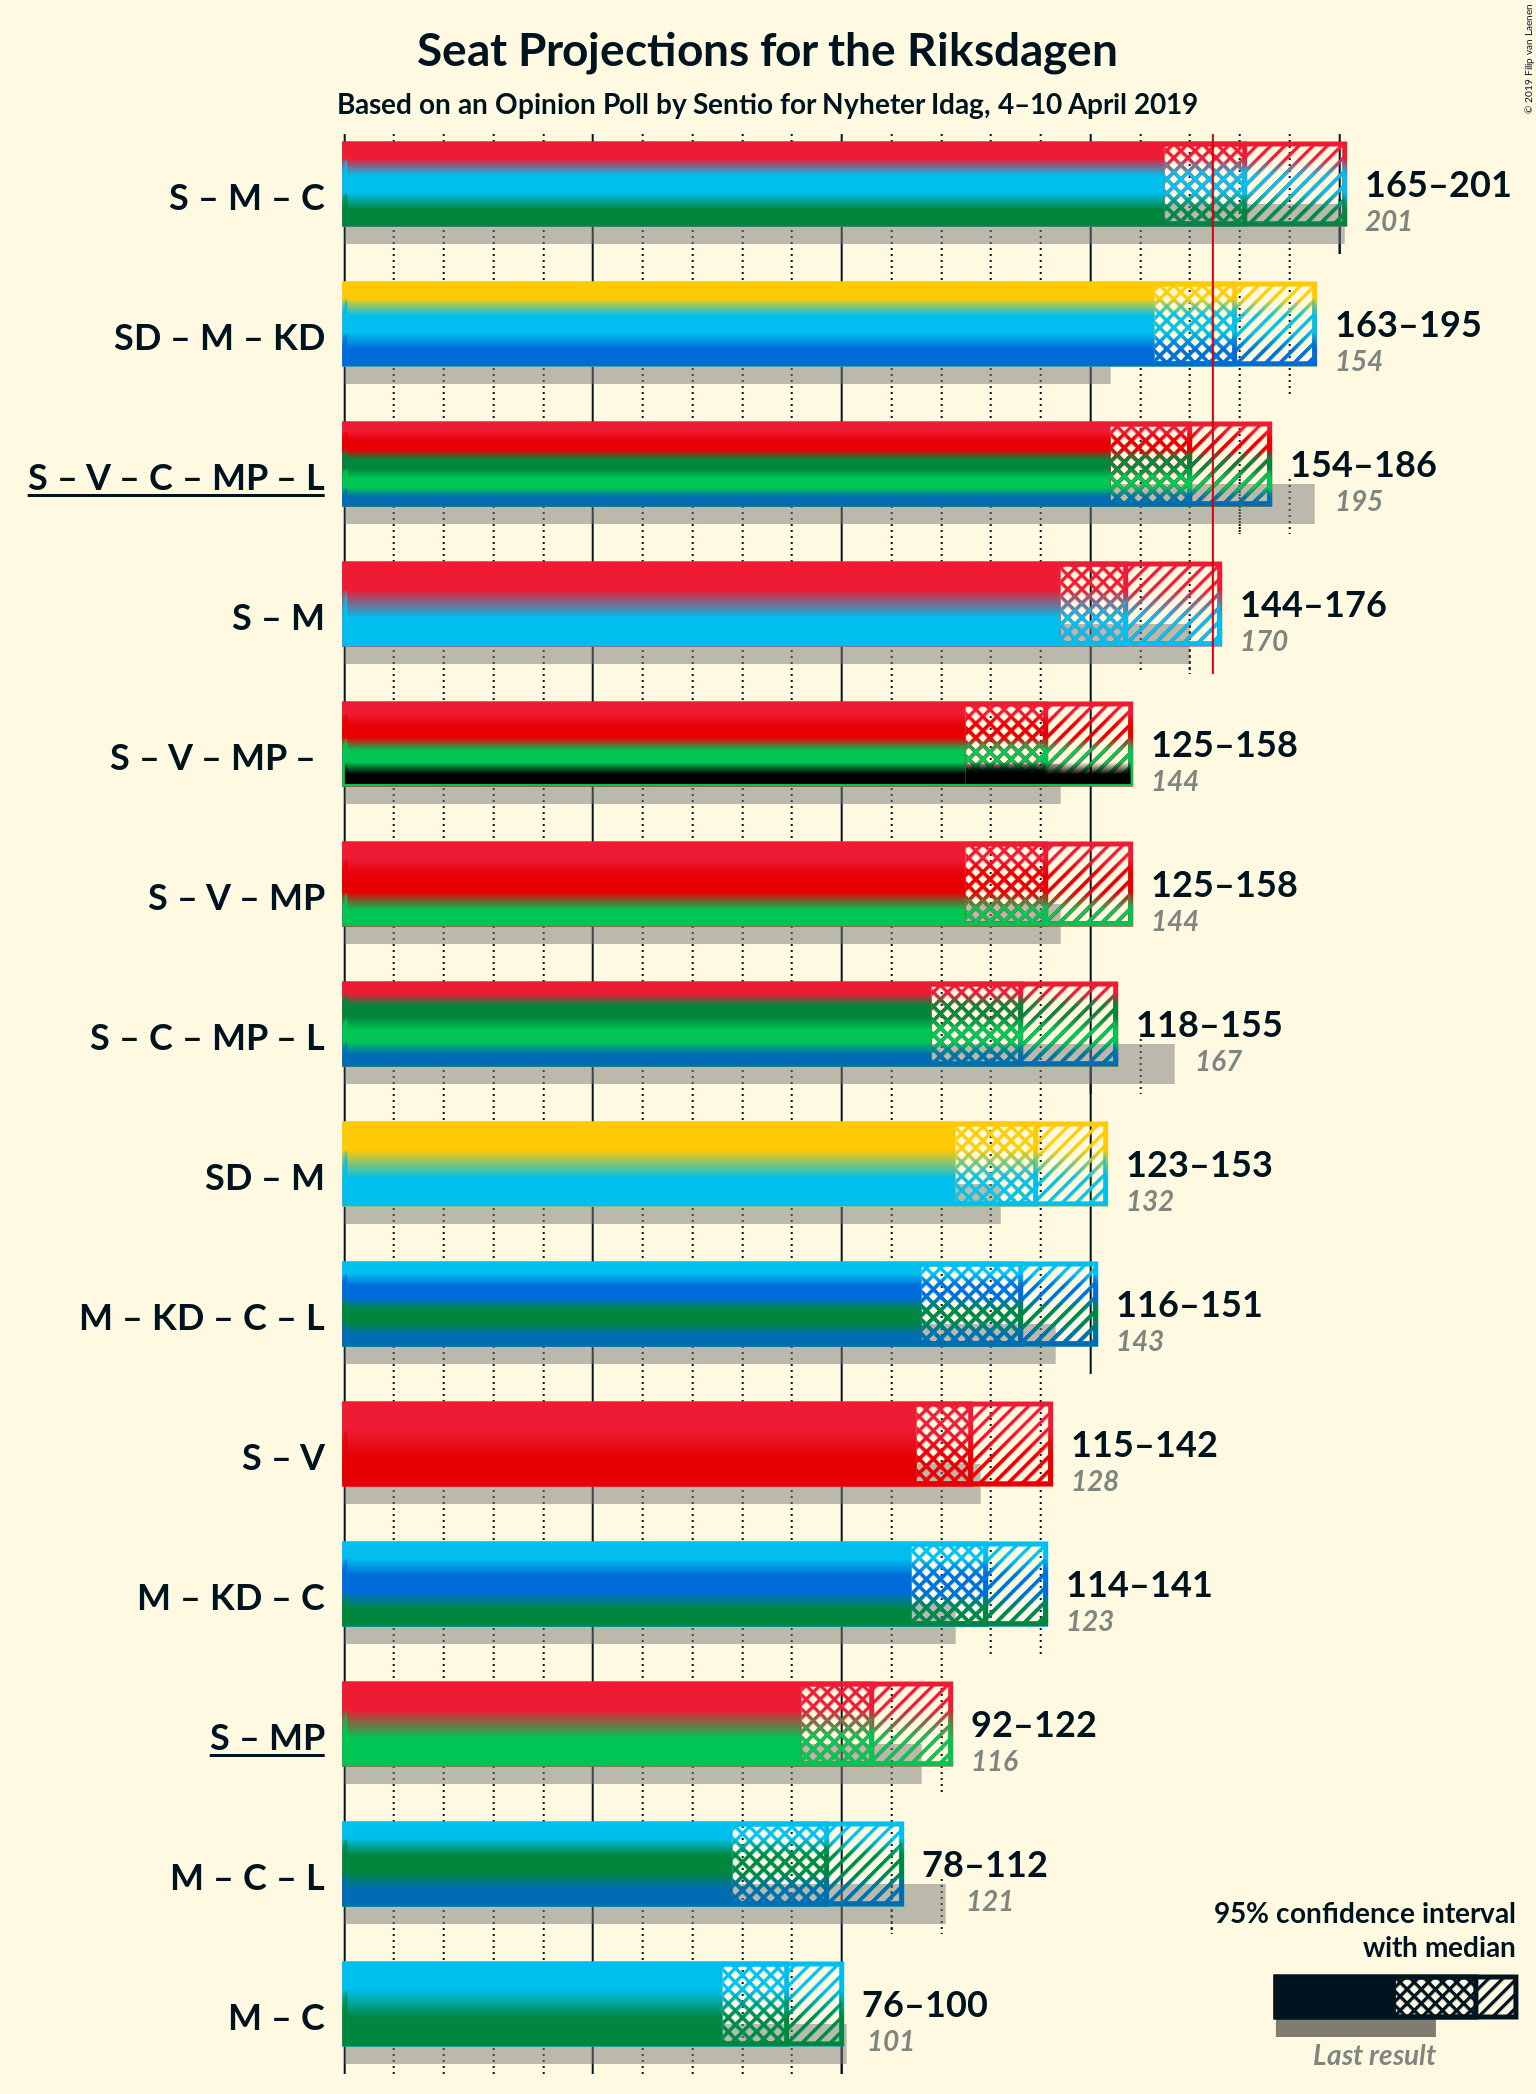 Seat Projections for the Riksdagen
Based on an Opinion Poll by Sentio for Nyheter Idag, 4–10 April 2019
© 2019 Filip van Laenen
S – M – C
165–201
201
SD – M – KD
163–195
154
S – V – C – MP – L
154–186
195
S – M
144–176
170
S – V – MP –
125–158
144
S – V – MP
125–158
144
S – C – MP – L
118–155
167
SD – M
123–153
132
M – KD – C – L
116–151
143
S – V
115–142
128
M – KD – C
114–141
123
S – MP
92–122
116
M – C – L
78–112
121
M – C
76–100
101
95% confidence interval
with median
Last result